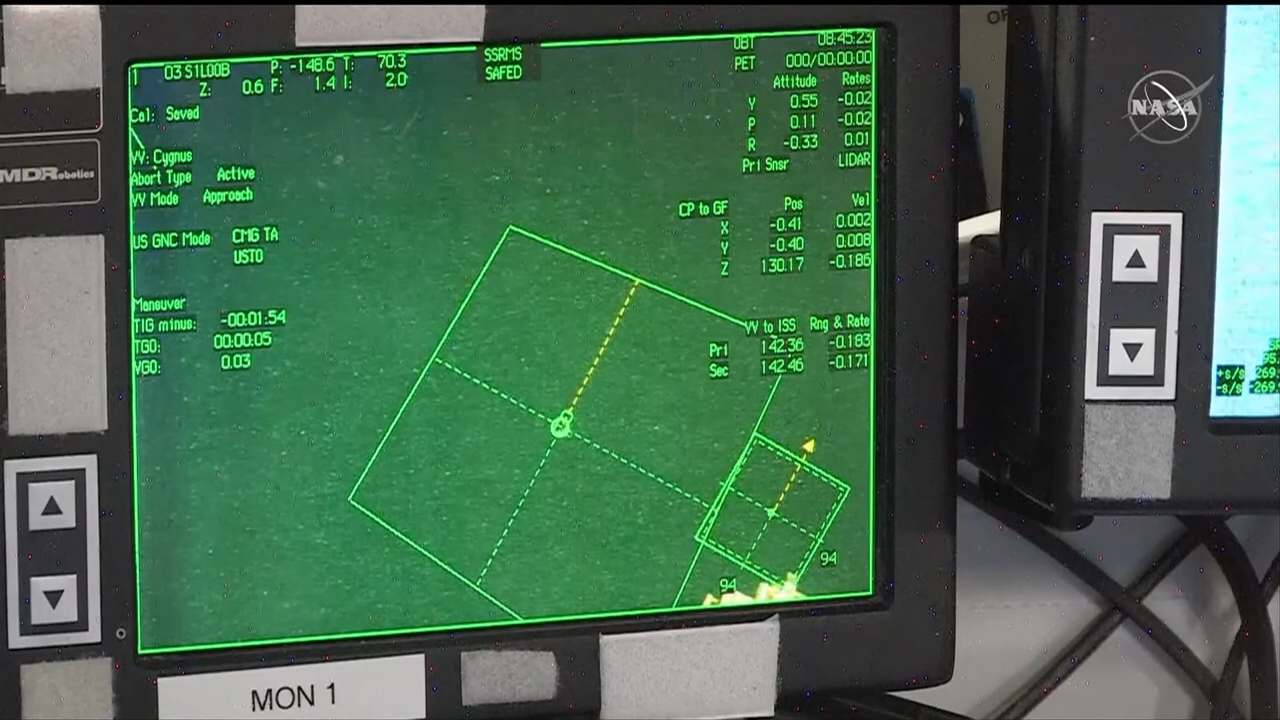 1 03 S1L00B P: -148.6 T: 70.3
Z: 0.6 F: 1.4 I: 2.0
SSRMS
SAFED
OBT 08:45:23
PET 000/00:00:00
Cal: Saved
VV: Cygnus
Abort Type Active
VV Mode Approach
US GNC Mode CMG TA
USTO
Maneuver
TIG minus: -00:01:54
TGO: 00:00:05
VGO: 0.03
Attitude Rates
Y 0.55 -0.02
P 0.11 -0.02
R -0.33 0.01
Pri Snsr LIDAR
CP to GF Pos Vel
X -0.41 0.002
Y -0.40 0.008
Z 130.17 -0.186
VV to ISS Rng & Rate
Pri 142.36 -0.183
Sec 142.46 -0.171
94
94
MDRobotics
MON 1
NASA
+s/s -269.
-s/s -269